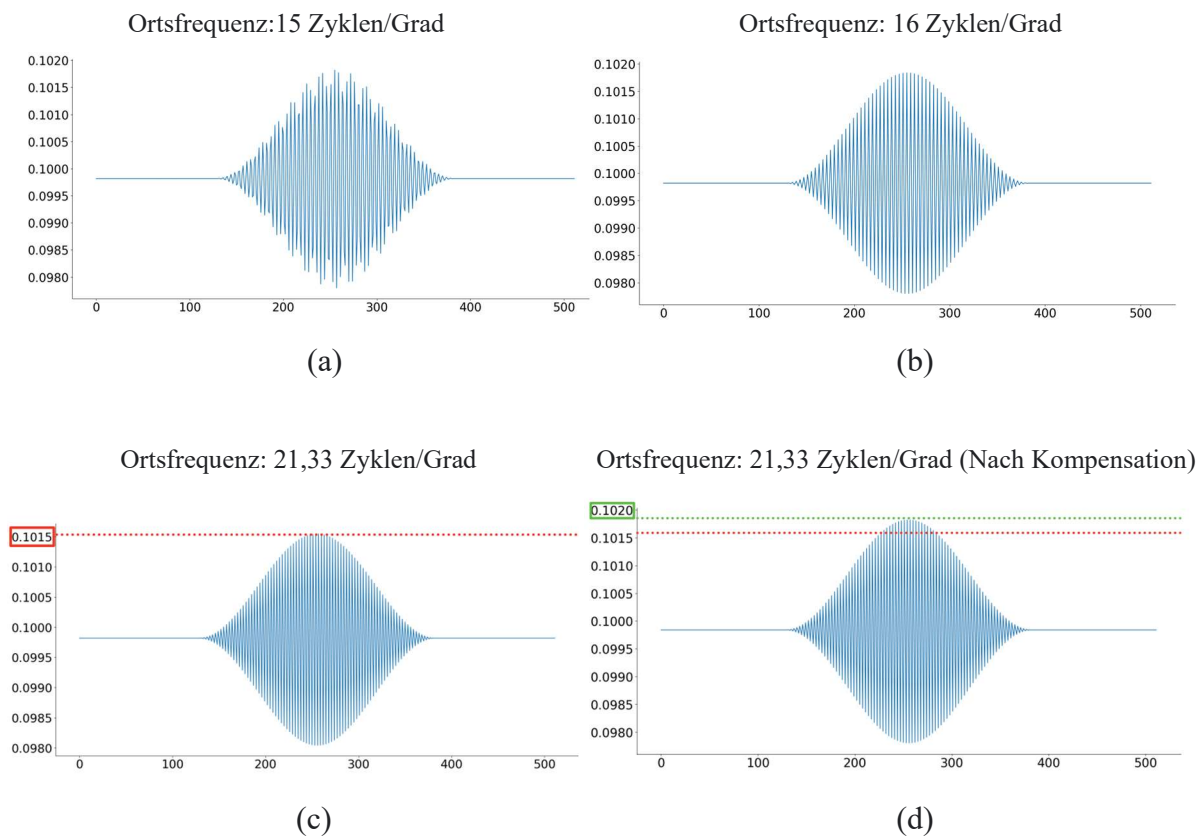 Ortsfrequenz:15 Zyklen/Grad
0.1020
0.1015
0.1010
0.1005
0.1000
0.0995
0.0990
0.0985
0.0980
0 100 200 300 400 500
(a)
Ortsfrequenz: 16 Zyklen/Grad
0.1020
0.1015
0.1010
0.1005
0.1000
0.0995
0.0990
0.0985
0.0980
0 100 200 300 400 500
(b)
Ortsfrequenz: 21,33 Zyklen/Grad
0.1015
0.1010
0.1005
0.1000
0.0995
0.0990
0.0985
0.0980
0 100 200 300 400 500
(c)
Ortsfrequenz: 21,33 Zyklen/Grad (Nach Kompensation)
0.1020
0.1015
0.1010
0.1005
0.1000
0.0995
0.0990
0.0985
0.0980
0 100 200 300 400 500
(d)